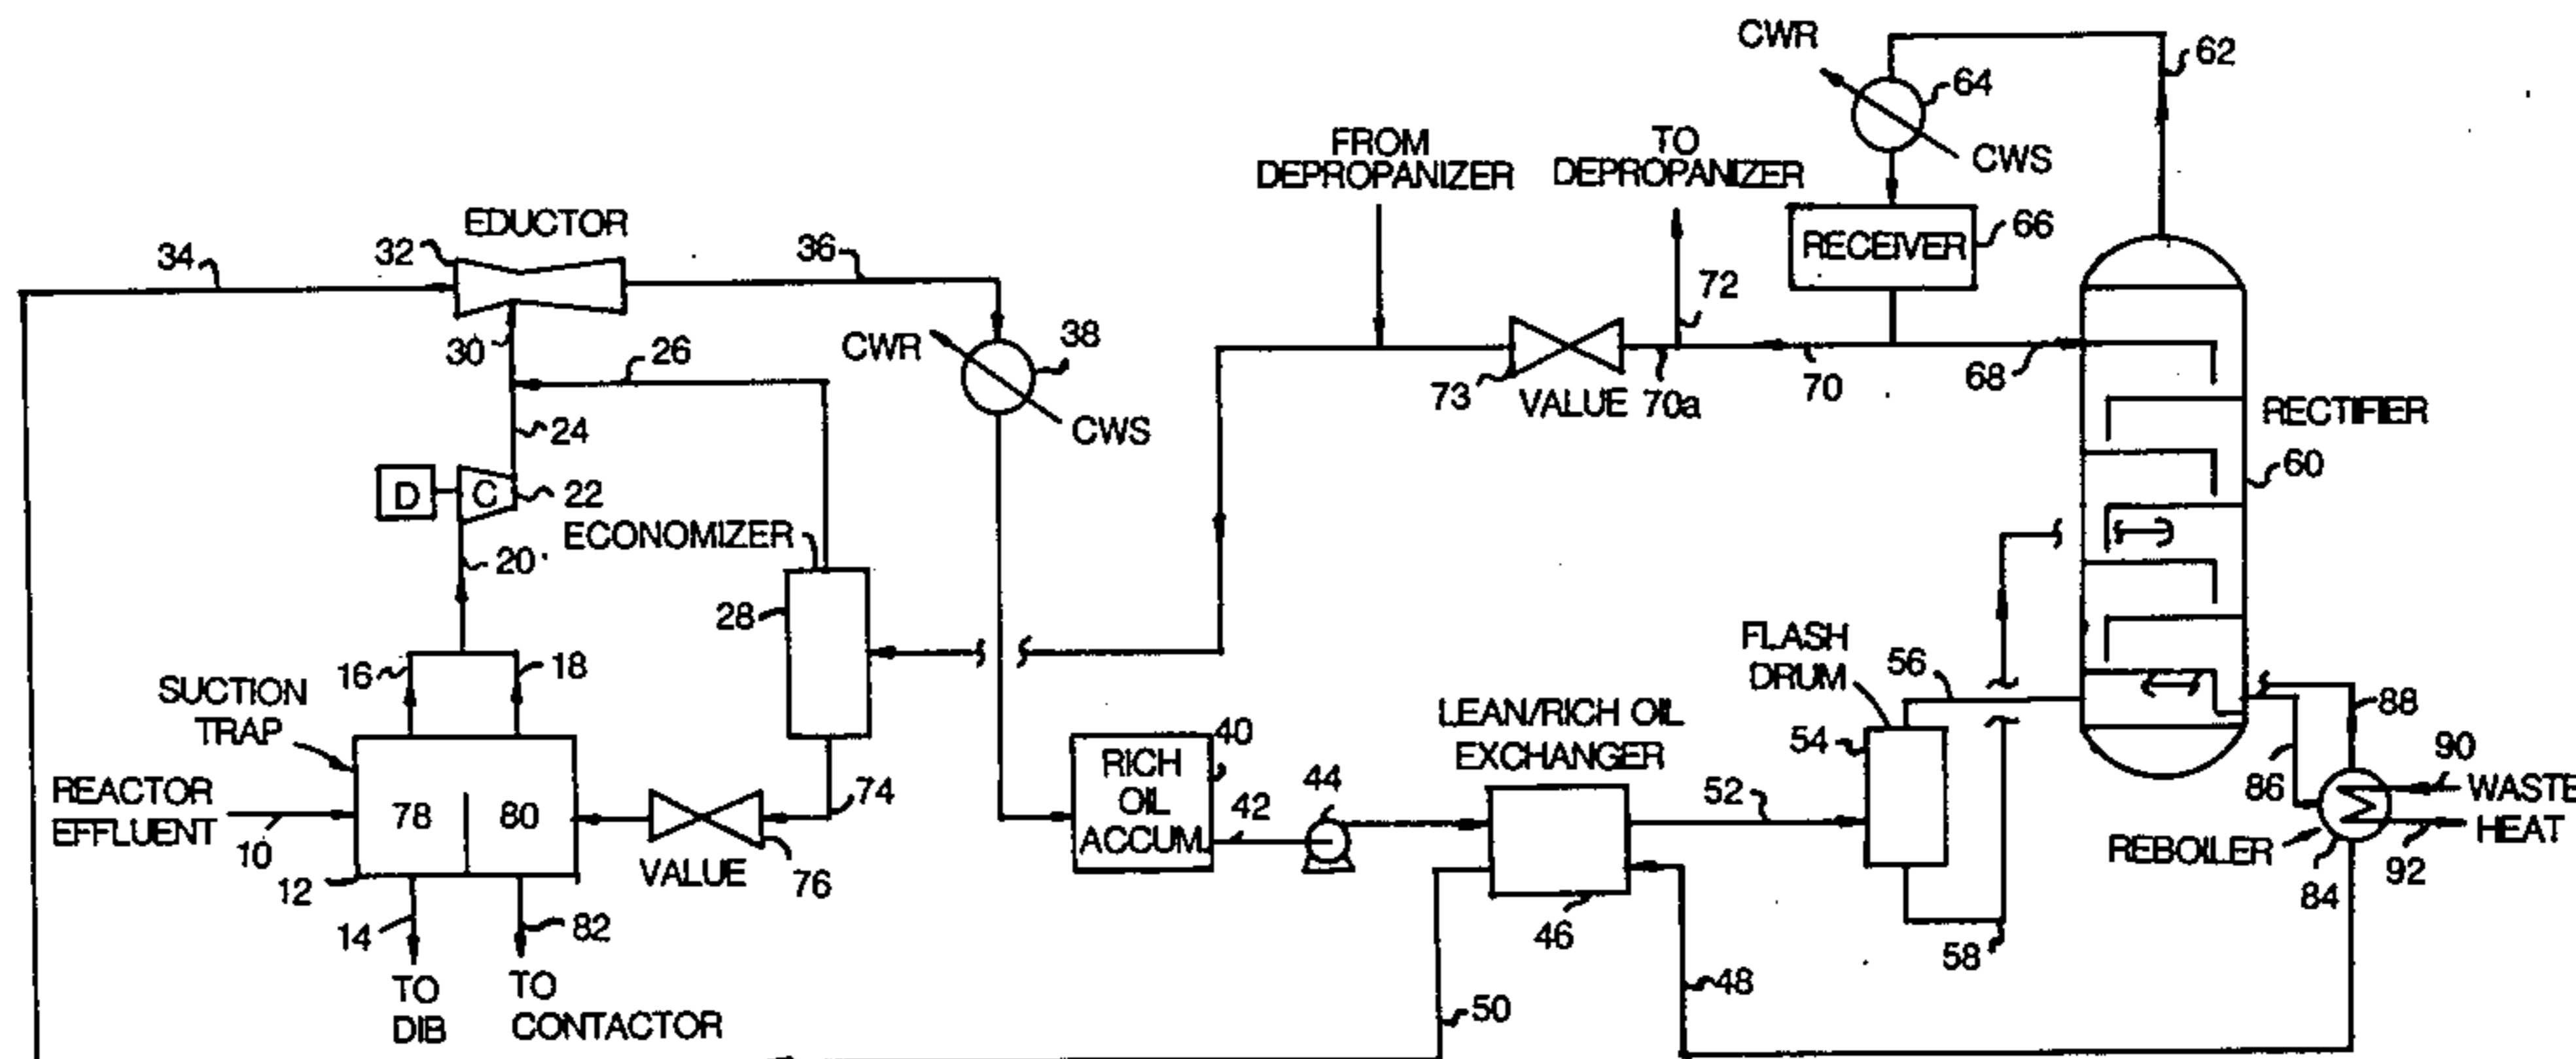 CWR
64
62
CWS
FROM
DEPROPANIZER
TO
DEPROPANIZER
RECEIVER
66
EDUCTOR
34
32
36
30
26
CWR
38
CWS
72
73
VALUE
70a
70
68
RECTIFIER
60
24
D
C
22
20
ECONOMIZER
28
16
18
SUCTION
TRAP
REACTOR
EFFLUENT
10
12
78
80
14
82
TO
DIB
TO
CONTACTOR
VALUE
76
74
RICH
OIL
ACCUM.
40
42
44
LEAN/RICH OIL
EXCHANGER
46
52
50
48
FLASH
DRUM
54
56
58
88
86
90
WASTE
HEAT
92
REBOILER
84